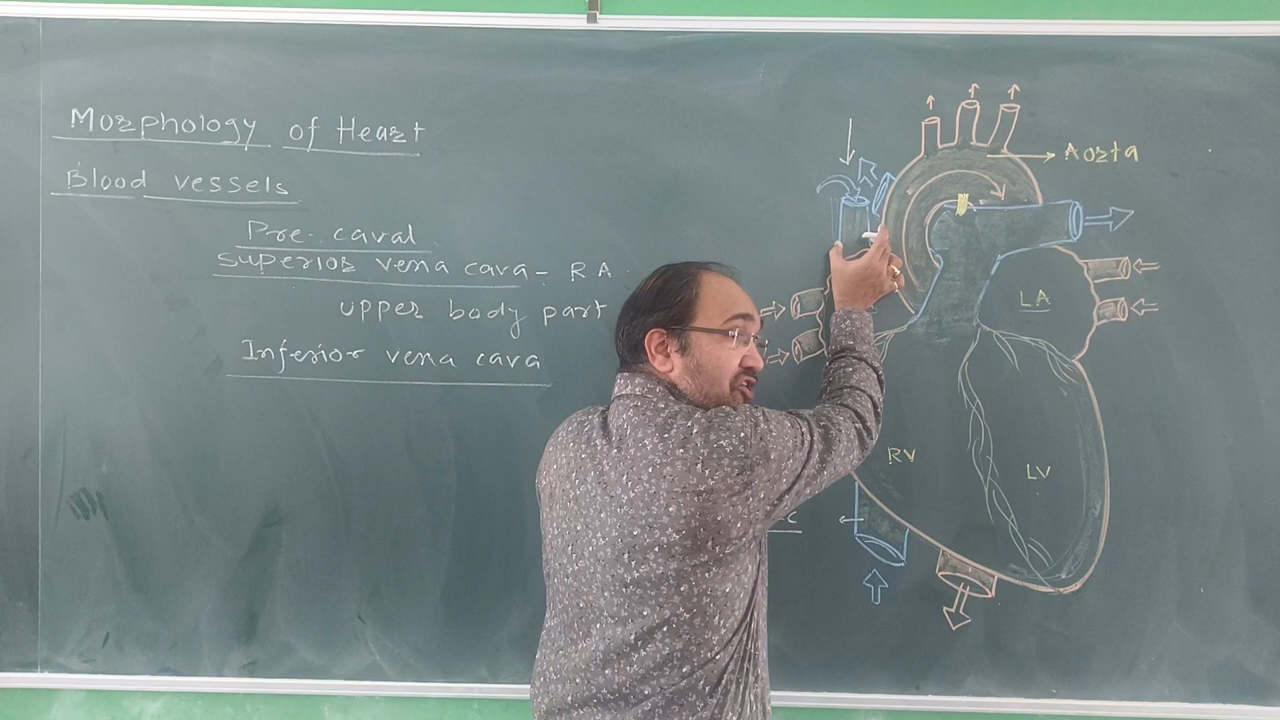 Morphology of Heart
Blood vessels
Pre-caval
Superior vena cava - RA
upper body part
Inferior vena cava
Aorta
LA
RV
LV